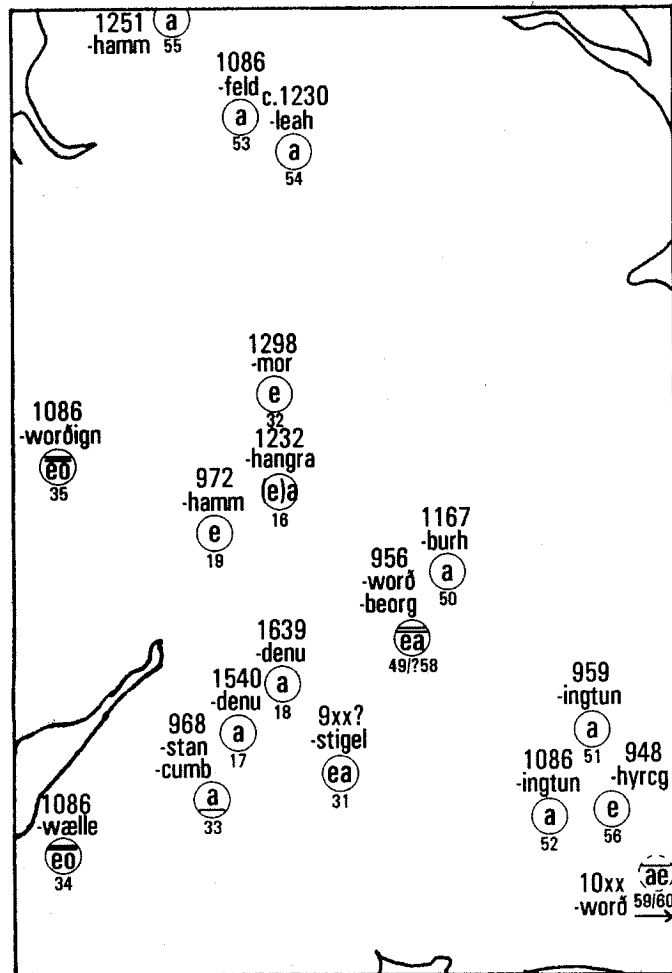 1251
-hamm
a
55
1086
-feld
a
53
c.1230
-leah
a
54
1298
-mor
e
32
1086
-worðign
eo
35
1232
-hangra
(e)a
16
972
-hamm
e
19
1167
-burh
a
50
956
-worð
-beorg
ea
49/?58
1639
-denu
a
18
1540
-denu
a
17
968
-stan
-cumb
a
33
9xx?
-stigel
ea
31
959
-ingtun
a
51
1086
-ingtun
a
52
948
-hyrcg
e
56
1086
-wælle
eo
34
10xx
-worð
ae
59/60